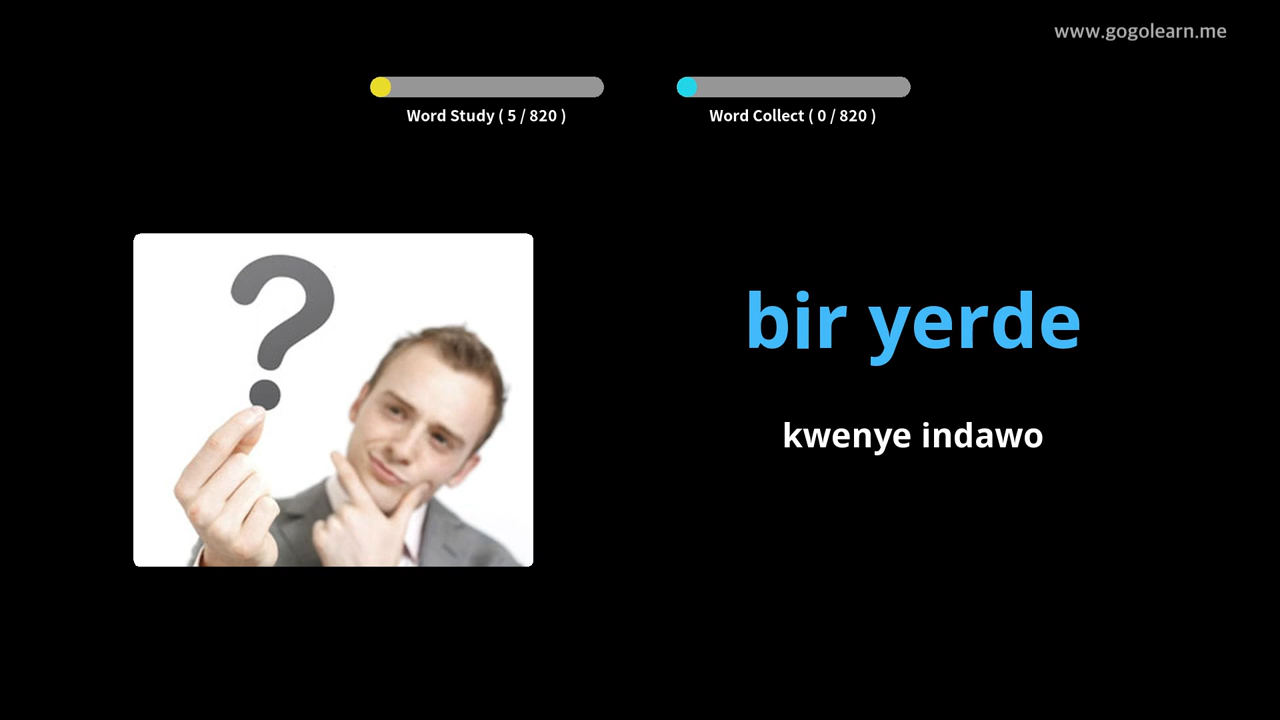 www.gogolearn.me
Word Study ( 5 / 820 )
Word Collect ( 0 / 820 )
bir yerde
kwenye indawo